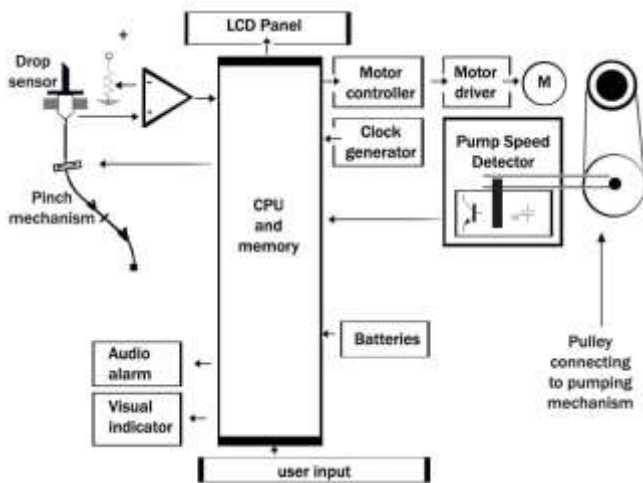 LCD Panel
+
Drop
sensor
-
+
Motor
controller
Motor
driver
M
Clock
generator
Pump Speed
Detector
Pinch
mechanism
CPU
and
memory
Batteries
Audio
alarm
Visual
indicator
Pulley
connecting
to pumping
mechanism
user input